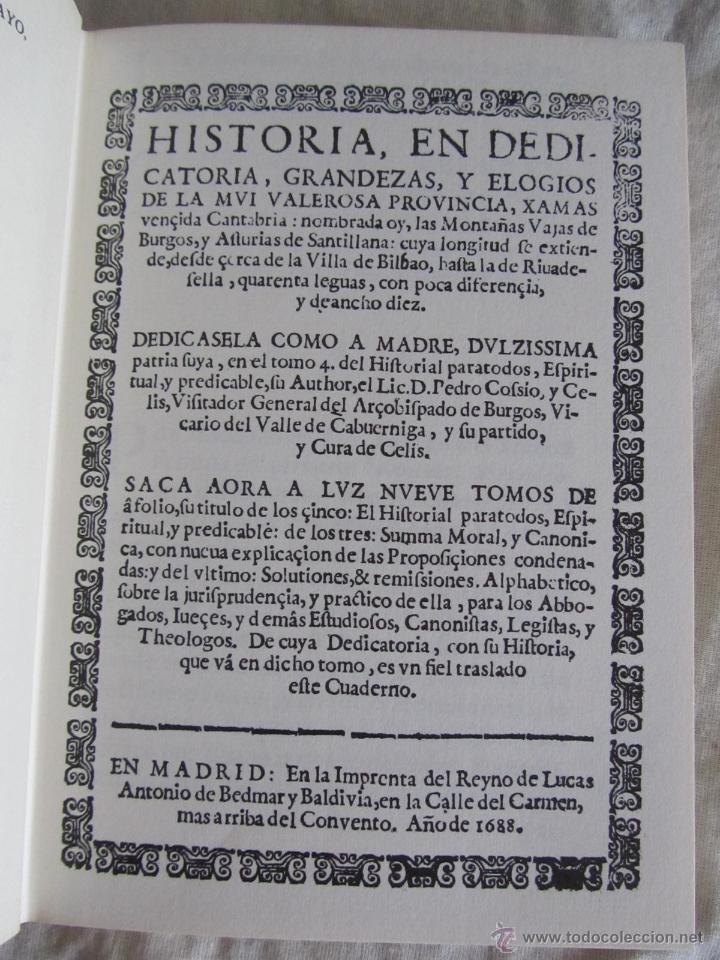 AYO,
HISTORIA, EN DEDI-
CATORIA, GRANDEZAS, Y ELOGIOS
DE LA MVI VALEROSA PROVINCIA, XAMAS
vençida Cantabria: nombrada oy, las Montañas Vajas de
Burgos, y Aſturias de Santillana: cuya longitud ſe extien-
de, deſde çerca de la Villa de Bilbao, haſta la de Riuade-
ſella, quarenta leguas, con poca diferençia,
y de ancho diez.
DEDICASELA COMO A MADRE, DVLZISSIMA
patria ſuya, en el tomo 4. del Hiſtorial paratodos, Eſpiri-
tual, y predicable, ſu Author, el Lic. D. Pedro Coſsio, y Ce-
lis, Viſitador General del Arçobiſpado de Burgos, Vi-
cario del Valle de Cabuerniga, y ſu partido,
y Cura de Celis.
SACA AORA A LVZ NVEVE TOMOS DE
â folio, ſu titulo de los çinco: El Hiſtorial paratodos, Eſpi-
ritual, y predicable: de los tres: Summa Moral, y Canoni-
ca, con nueua explicaçion de las Propoſiçiones condena-
das: y del vltimo: Solutiones, & remiſsiones. Alphabetico,
ſobre la juriſprudençia, y practico de ella, para los Abbo-
gados, Iueçes, y demás Eſtudioſos, Canoniſtas, Legiſtas, y
Theologos. De cuya Dedicatoria, con ſu Hiſtoria,
que vá en dicho tomo, es vn fiel traslado
eſte Cuaderno.
EN MADRID: En la Imprenta del Reyno de Lucas
Antonio de Bedmar y Baldivia, en la Calle del Carmen,
mas arriba del Convento. Año de 1688.
© www.todocoleccion.net